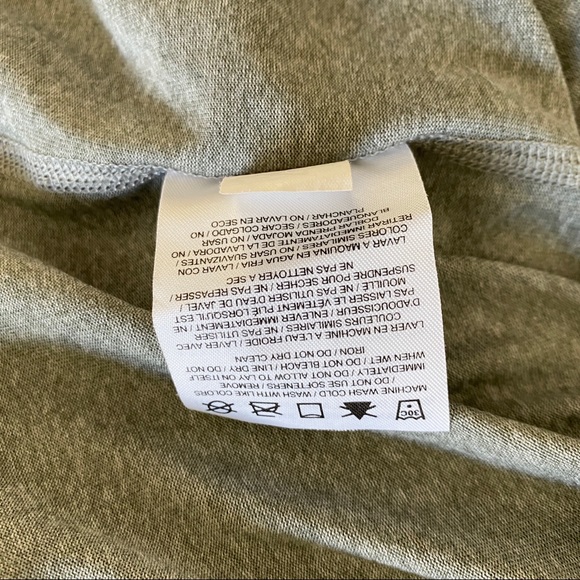 30C
MACHINE WASH COLD / WASH WITH LIKE COLORS
/ DO NOT USE SOFTENERS / REMOVE
IMMEDIATELY / DO NOT ALLOW TO LAY ON ITSELF
WHEN WET / DO NOT BLEACH / LINE DRY / DO NOT
IRON / DO NOT DRY CLEAN
LAVER EN MACHINE A L'EAU FROIDE / LAVER AVEC
COULEURS SIMILAIRES / NE PAS UTILISER
D'ADOUCISSEUR / ENLEVER IMMEDIATEMENT / NE
PAS LAISSER LE VÊTEMENT PLIÉ LORSQU'IL EST
MOUILLÉ / NE PAS UTILISER D'EAU DE JAVEL /
SUSPENDRE POUR SÉCHER / NE PAS REPASSER /
NE PAS NETTOYER A SEC
LAVAR A MAQUINA EN AGUA FRIA / LAVAR CON
COLORES SIMILARES / NO USAR SUAVIZANTES /
RETIRAR INMEDIATAMENTE DE LA LAVADORA / NO
DOBLAR PRENDA MOJADA / NO USAR
BLANQUEADORES / SECAR COLGADO / NO
PLANCHAR / NO LAVAR EN SECO